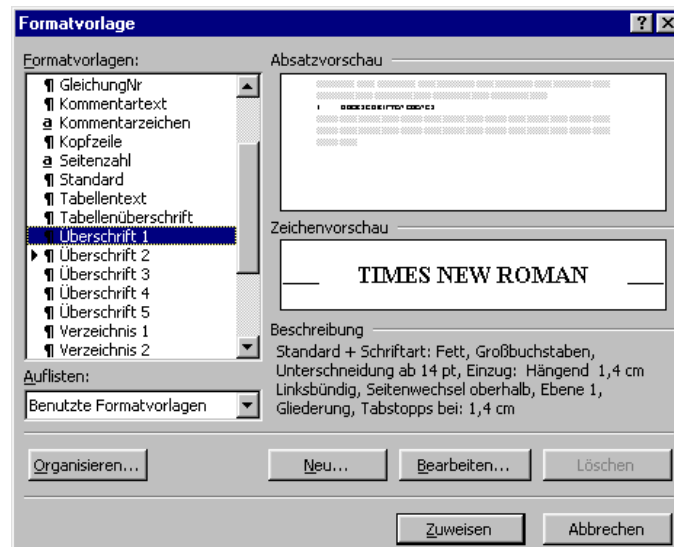 Formatvorlage
Formatvorlagen:
GleichungNr
Kommentartext
a Kommentarzeichen
Kopfzeile
a Seitenzahl
Standard
Tabellentext
Tabellenüberschrift
Überschrift 1
Überschrift 2
Überschrift 3
Überschrift 4
Überschrift 5
Verzeichnis 1
Verzeichnis 2
Auflisten:
Benutzte Formatvorlagen
Absatzvorschau
Zeichenvorschau
TIMES NEW ROMAN
Beschreibung
Standard + Schriftart: Fett, Großbuchstaben,
Unterschneidung ab 14 pt, Einzug: Hängend 1,4 cm
Linksbündig, Seitenwechsel oberhalb, Ebene 1,
Gliederung, Tabstopps bei: 1,4 cm
Organisieren...
Neu...
Bearbeiten...
Löschen
Zuweisen
Abbrechen